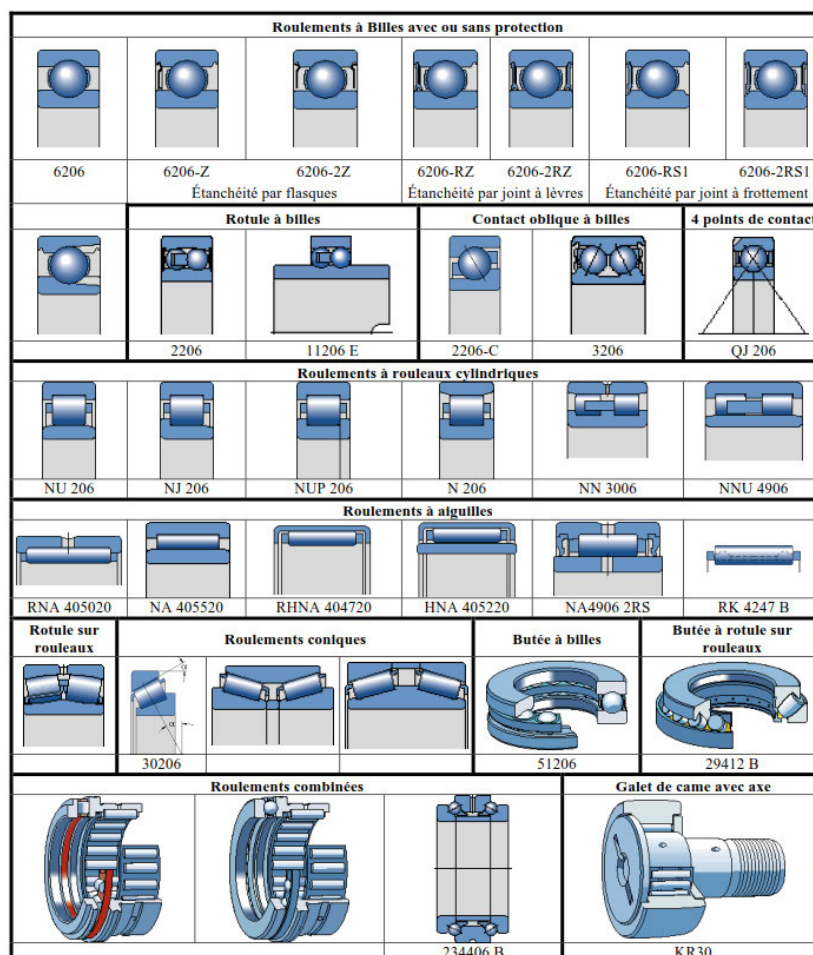 Roulements à Billes avec ou sans protection
6206
6206-Z
6206-2Z
6206-RZ
6206-2RZ
6206-RS1
6206-2RS1
Étanchéité par flasques
Étanchéité par joint à lèvres
Étanchéité par joint à frottement
Rotule à billes
Contact oblique à billes
4 points de contact
2206
11206 E
2206-C
3206
QJ 206
Roulements à rouleaux cylindriques
NU 206
NJ 206
NUP 206
N 206
NN 3006
NNU 4906
Roulements à aiguilles
RNA 405020
NA 405520
RHNA 404720
HNA 405220
NA4906 2RS
RK 4247 B
Rotule sur
rouleaux
Roulements coniques
Butée à billes
Butée à rotule sur
rouleaux
30206
51206
29412 B
Roulements combinées
Galet de came avec axe
234406 B
KR30